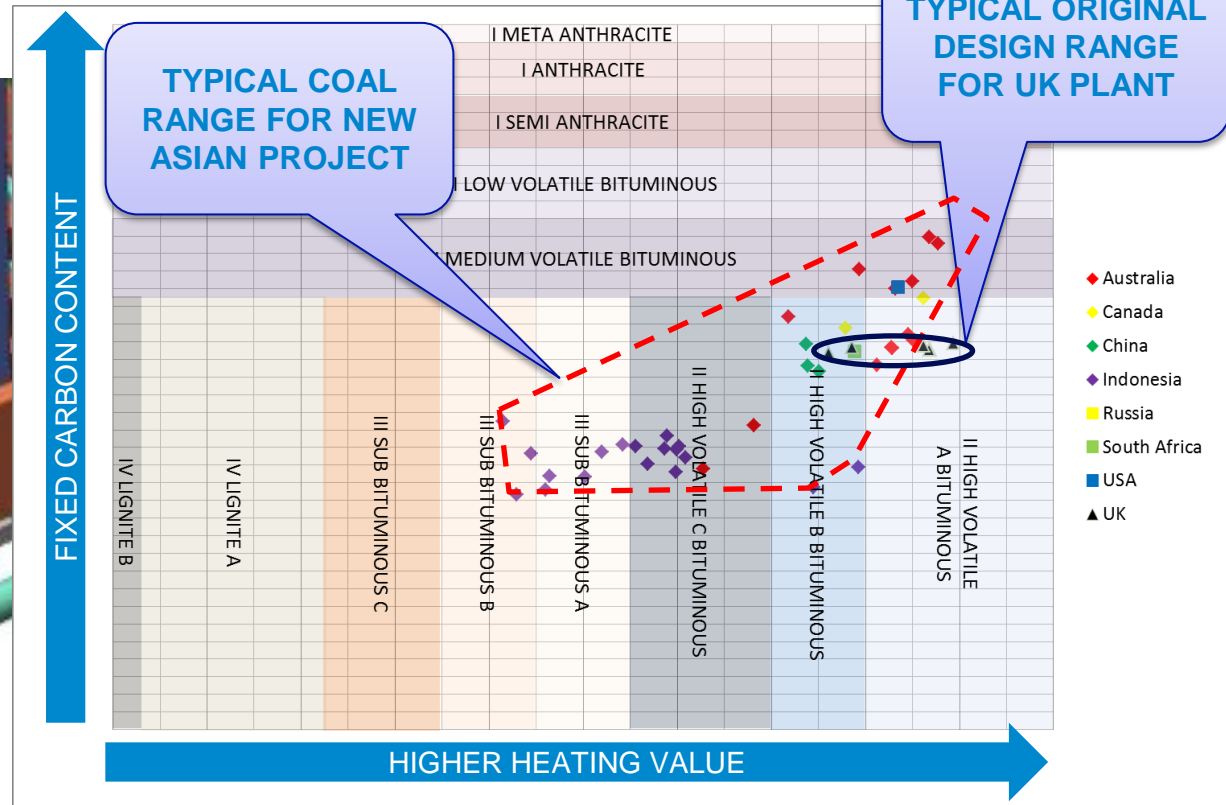 TYPICAL ORIGINAL
DESIGN RANGE
FOR UK PLANT
TYPICAL COAL
RANGE FOR NEW
ASIAN PROJECT
I META ANTHRACITE
I ANTHRACITE
I SEMI ANTHRACITE
I LOW VOLATILE BITUMINOUS
I MEDIUM VOLATILE BITUMINOUS
FIXED CARBON CONTENT
IV LIGNITE B
IV LIGNITE A
III SUB BITUMINOUS C
III SUB BITUMINOUS B
III SUB BITUMINOUS A
II HIGH VOLATILE C BITUMINOUS
II HIGH VOLATILE B BITUMINOUS
II HIGH VOLATILE
A BITUMINOUS
Australia
Canada
China
Indonesia
Russia
South Africa
USA
UK
HIGHER HEATING VALUE